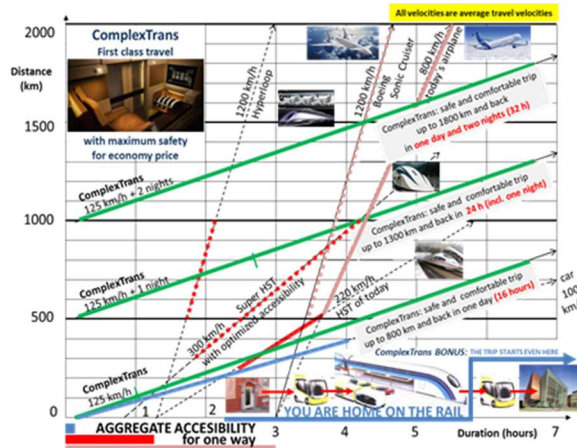 All velocities are average travel velocities
2000
Distance
(km)
1500
1000
500
0
ComplexTrans
First class travel
with maximum safety
for economy price
1200 km/h
Hyperloop
1200 km/h
Boeing
Sonic Cruiser
800 km/h
today's airplane
ComplexTrans: safe and comfortable trip
up to 1800 km and back
in one day and two nights (32 h)
ComplexTrans
125 km/h + 2 nights
ComplexTrans: safe and comfortable trip
up to 1300 km and back in 24 h (incl. one night)
ComplexTrans
125 km/h + 1 night
300 km/h
Super HST
with optimized accessibility
220 km/h
HST of today
ComplexTrans: safe and comfortable trip
up to 800 km and back in one day (16 hours)
car
100
km
ComplexTrans
125 km/h
ComplexTrans BONUS: THE TRIP STARTS EVEN HERE
YOU ARE HOME ON THE RAIL
1
2
3
4
5
Duration (hours)
7
AGGREGATE ACCESIBILITY
for one way